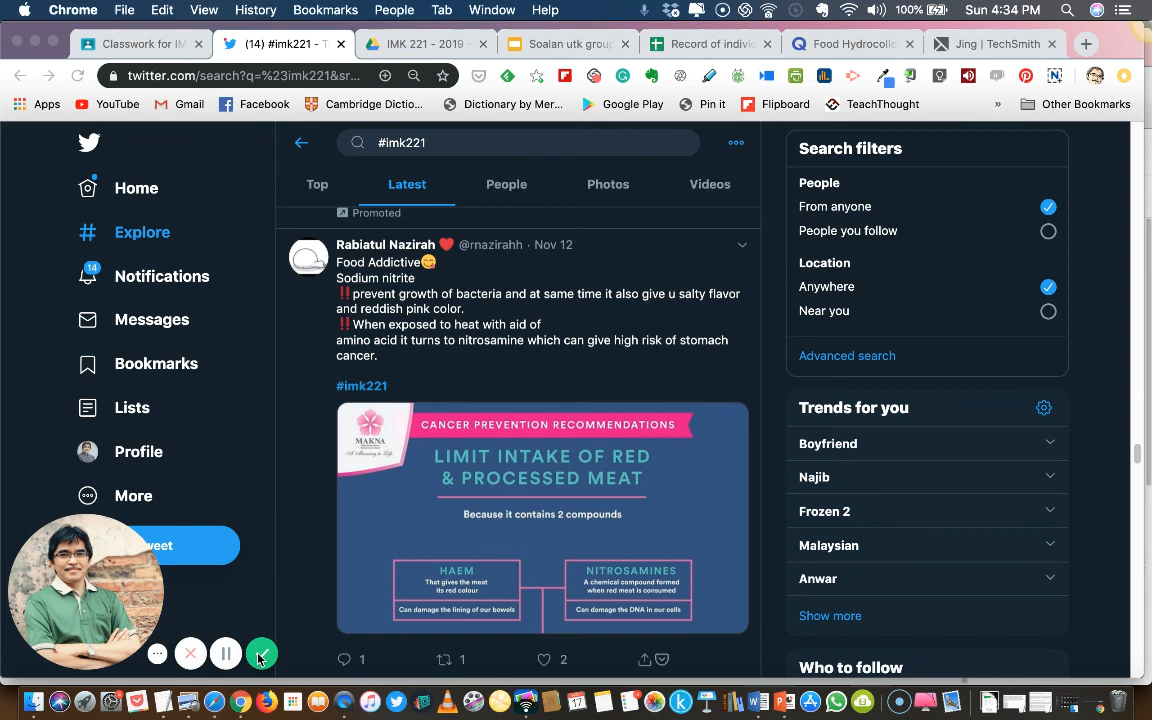 Chrome File Edit View History Bookmarks People Tab Window Help 100% Sun 4:34 PM
Classwork for IM
(14) #imk221 - T
IMK 221 - 2019 -
Soalan utk group
Record of individ
Food Hydrocollo
Jing | TechSmith
twitter.com/search?q=%23imk221&sr...
Apps YouTube Gmail Facebook Cambridge Dictio... Dictionary by Mer... Google Play Pin it Flipboard TeachThought » Other Bookmarks
Home
Explore
14
Notifications
Messages
Bookmarks
Lists
Profile
More
weet
#imk221
Top Latest People Photos Videos
Promoted
Rabiatul Nazirah ❤️ @rnazirahh · Nov 12
Food Addictive😋
Sodium nitrite
‼️prevent growth of bacteria and at same time it also give u salty flavor
and reddish pink color.
‼️When exposed to heat with aid of
amino acid it turns to nitrosamine which can give high risk of stomach
cancer.
#imk221
MAKNA
A Meaning to Life
CANCER PREVENTION RECOMMENDATIONS
LIMIT INTAKE OF RED
& PROCESSED MEAT
Because it contains 2 compounds
HAEM
That gives the meat
its red colour
Can damage the lining of our bowels
NITROSAMINES
A chemical compound formed
when red meat is consumed
Can damage the DNA in our cells
1 1 2
Search filters
People
From anyone
People you follow
Location
Anywhere
Near you
Advanced search
Trends for you
Boyfriend
Najib
Frozen 2
Malaysian
Anwar
Show more
Who to follow